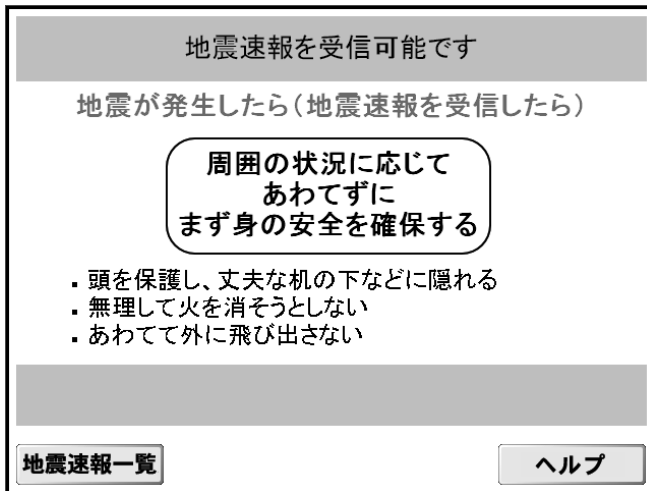 地震速報を受信可能です
地震が発生したら(地震速報を受信したら)
周囲の状況に応じて
あわてずに
まず身の安全を確保する
▪ 頭を保護し、丈夫な机の下などに隠れる
▪ 無理して火を消そうとしない
▪ あわてて外に飛び出さない
地震速報一覧
ヘルプ